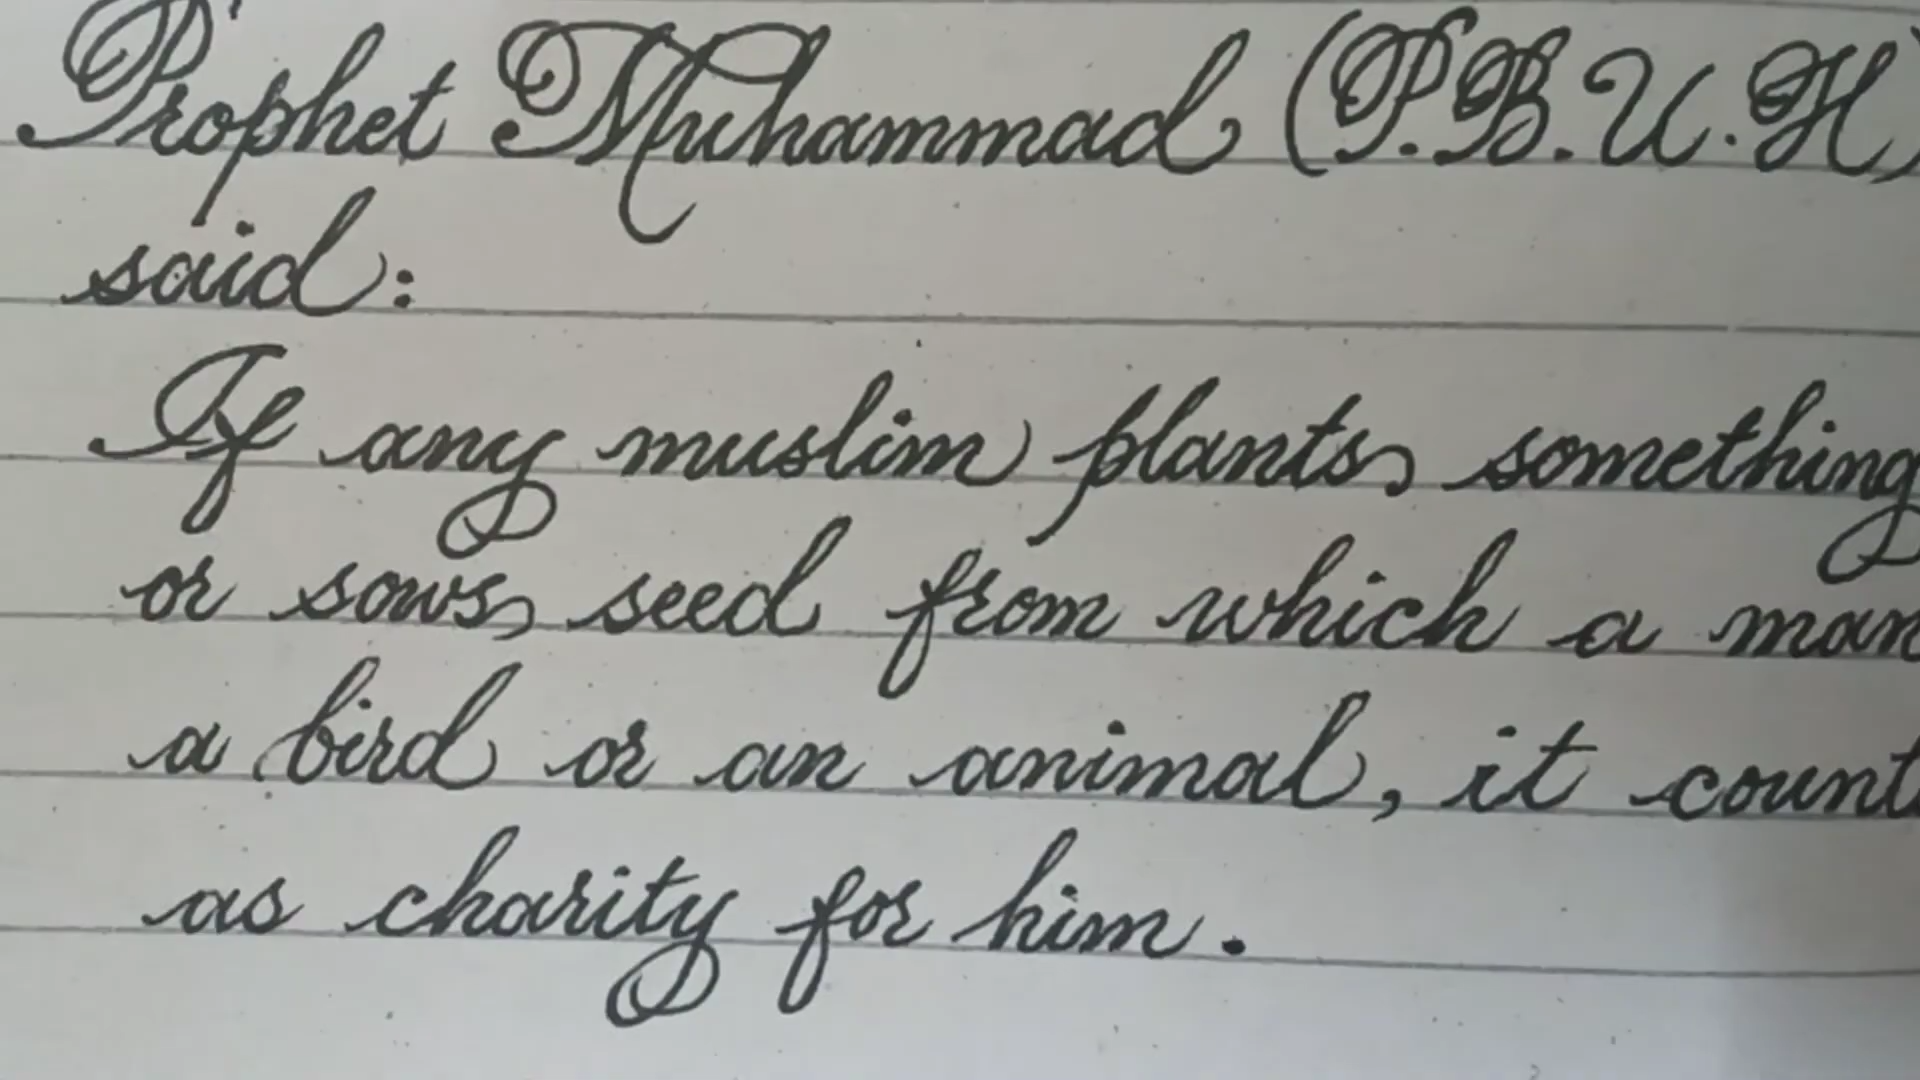 Prophet Muhammad (P.B.U.H)
said:
If any muslim plants something
or sows seed from which a man
a bird or an animal, it count
as charity for him.